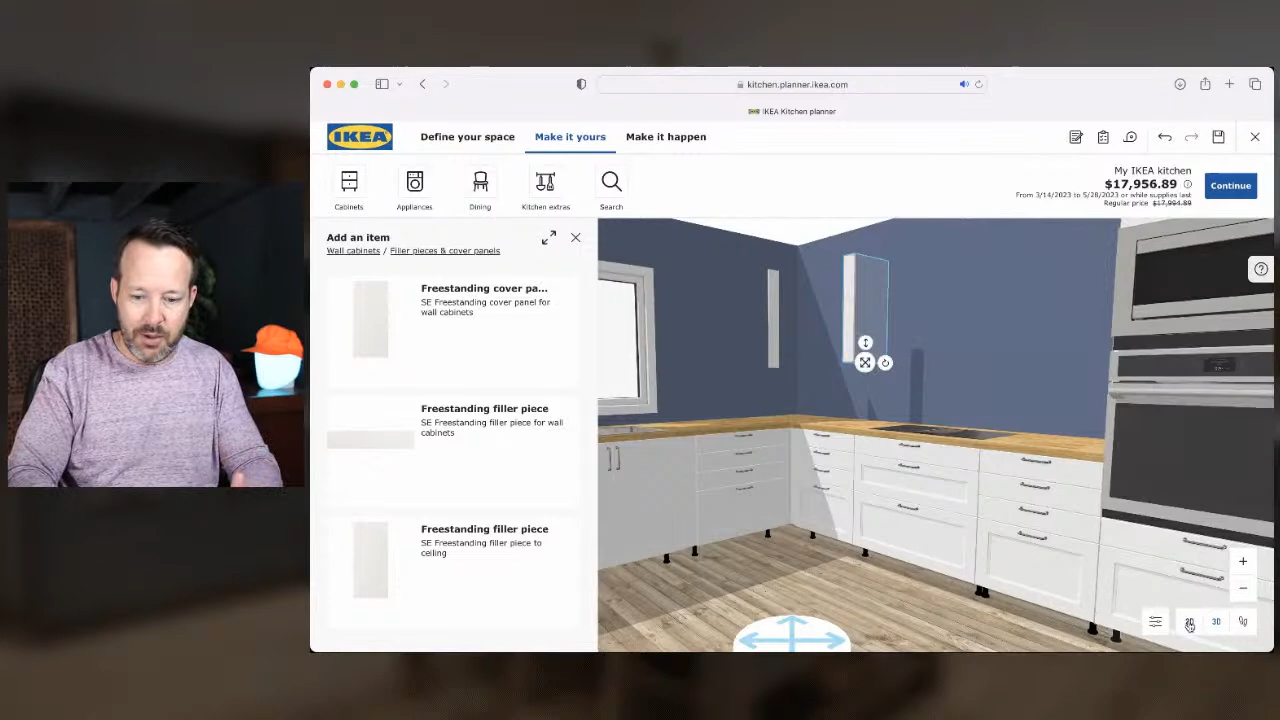 kitchen.planner.ikea.com
IKEA Kitchen planner
IKEA
Define your space
Make it yours
Make it happen
Cabinets
Appliances
Dining
Kitchen extras
Search
My IKEA kitchen
$17,956.89
From 3/14/2023 to 5/28/2023 or while supplies last
Regular price $17,994.89
Continue
Add an item
Wall cabinets / Filler pieces & cover panels
Freestanding cover pa...
SE Freestanding cover panel for
wall cabinets
Freestanding filler piece
SE Freestanding filler piece for wall
cabinets
Freestanding filler piece
SE Freestanding filler piece to
ceiling
2D
3D